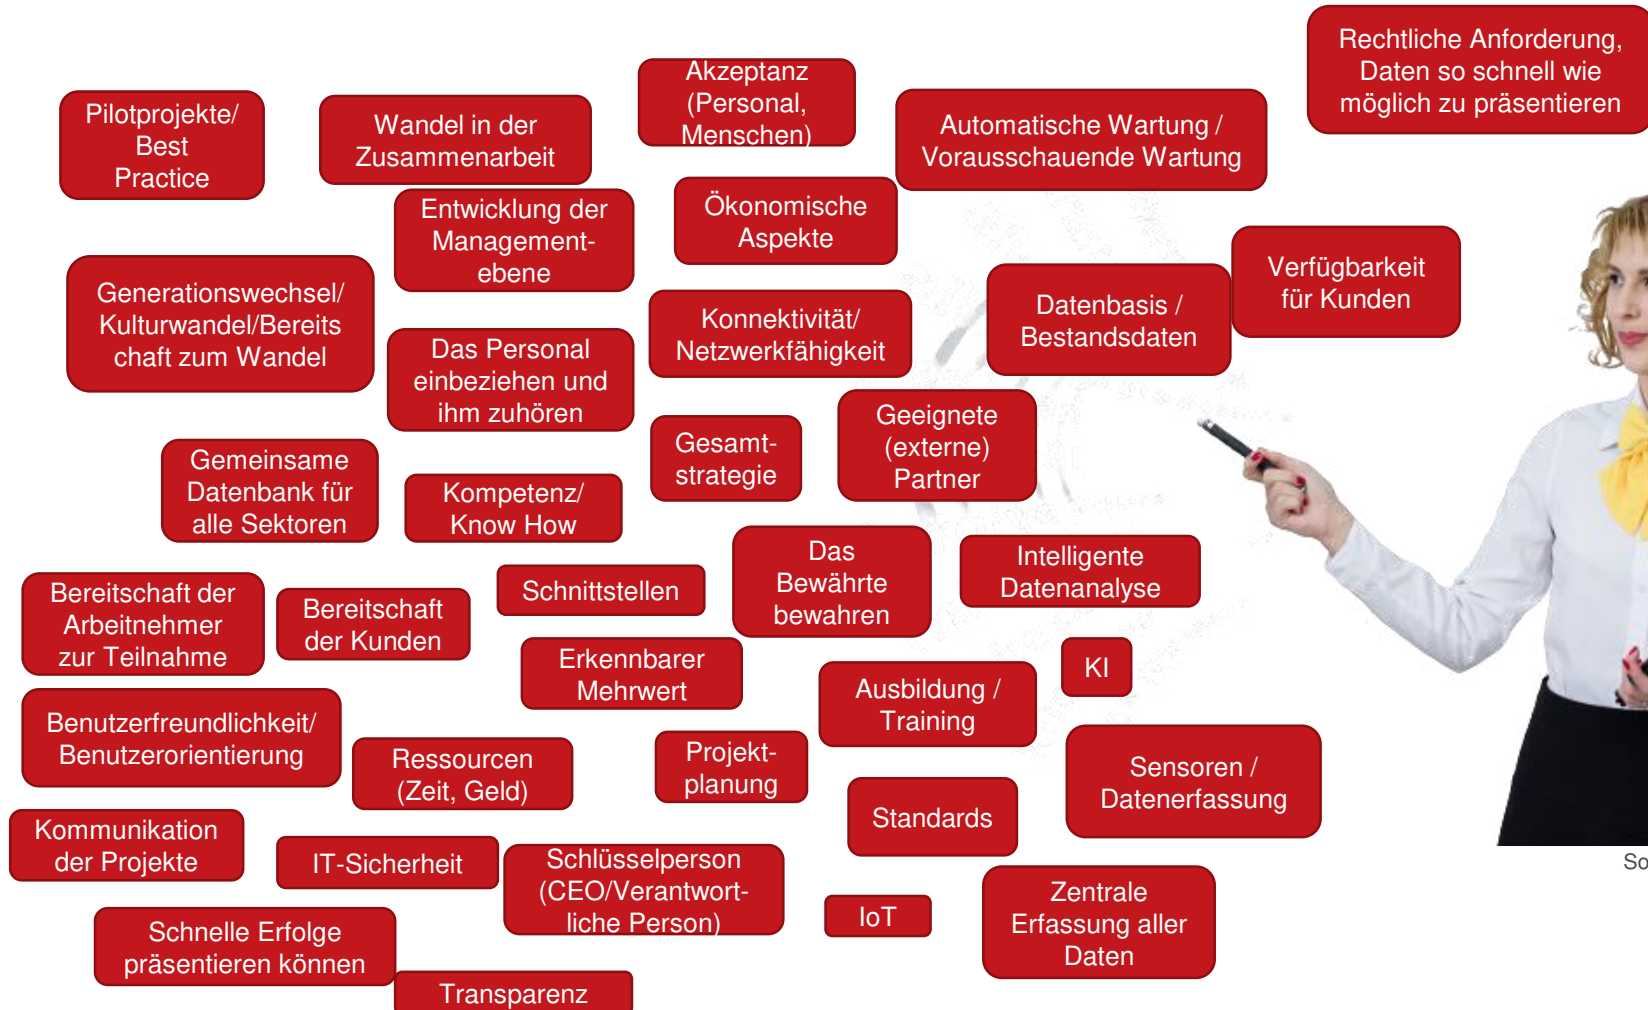 Rechtliche Anforderung,
Daten so schnell wie
möglich zu präsentieren
Akzeptanz
(Personal,
Menschen)
Pilotprojekte/
Best
Practice
Wandel in der
Zusammenarbeit
Automatische Wartung /
Vorausschauende Wartung
Entwicklung der
Management-
ebene
Ökonomische
Aspekte
Verfügbarkeit
für Kunden
Generationswechsel/
Kulturwandel/Bereits
chaft zum Wandel
Konnektivität/
Netzwerkfähigkeit
Datenbasis /
Bestandsdaten
Das Personal
einbeziehen und
ihm zuhören
Geeignete
(externe)
Partner
Gesamt-
strategie
Gemeinsame
Datenbank für
alle Sektoren
Kompetenz/
Know How
Das
Bewährte
bewahren
Intelligente
Datenanalyse
Schnittstellen
Bereitschaft der
Arbeitnehmer
zur Teilnahme
Bereitschaft
der Kunden
Erkennbarer
Mehrwert
KI
Ausbildung /
Training
Benutzerfreundlichkeit/
Benutzerorientierung
Ressourcen
(Zeit, Geld)
Projekt-
planung
Sensoren /
Datenerfassung
Standards
Kommunikation
der Projekte
IT-Sicherheit
Schlüsselperson
(CEO/Verantwort-
liche Person)
So
IoT
Zentrale
Erfassung aller
Daten
Schnelle Erfolge
präsentieren können
Transparenz